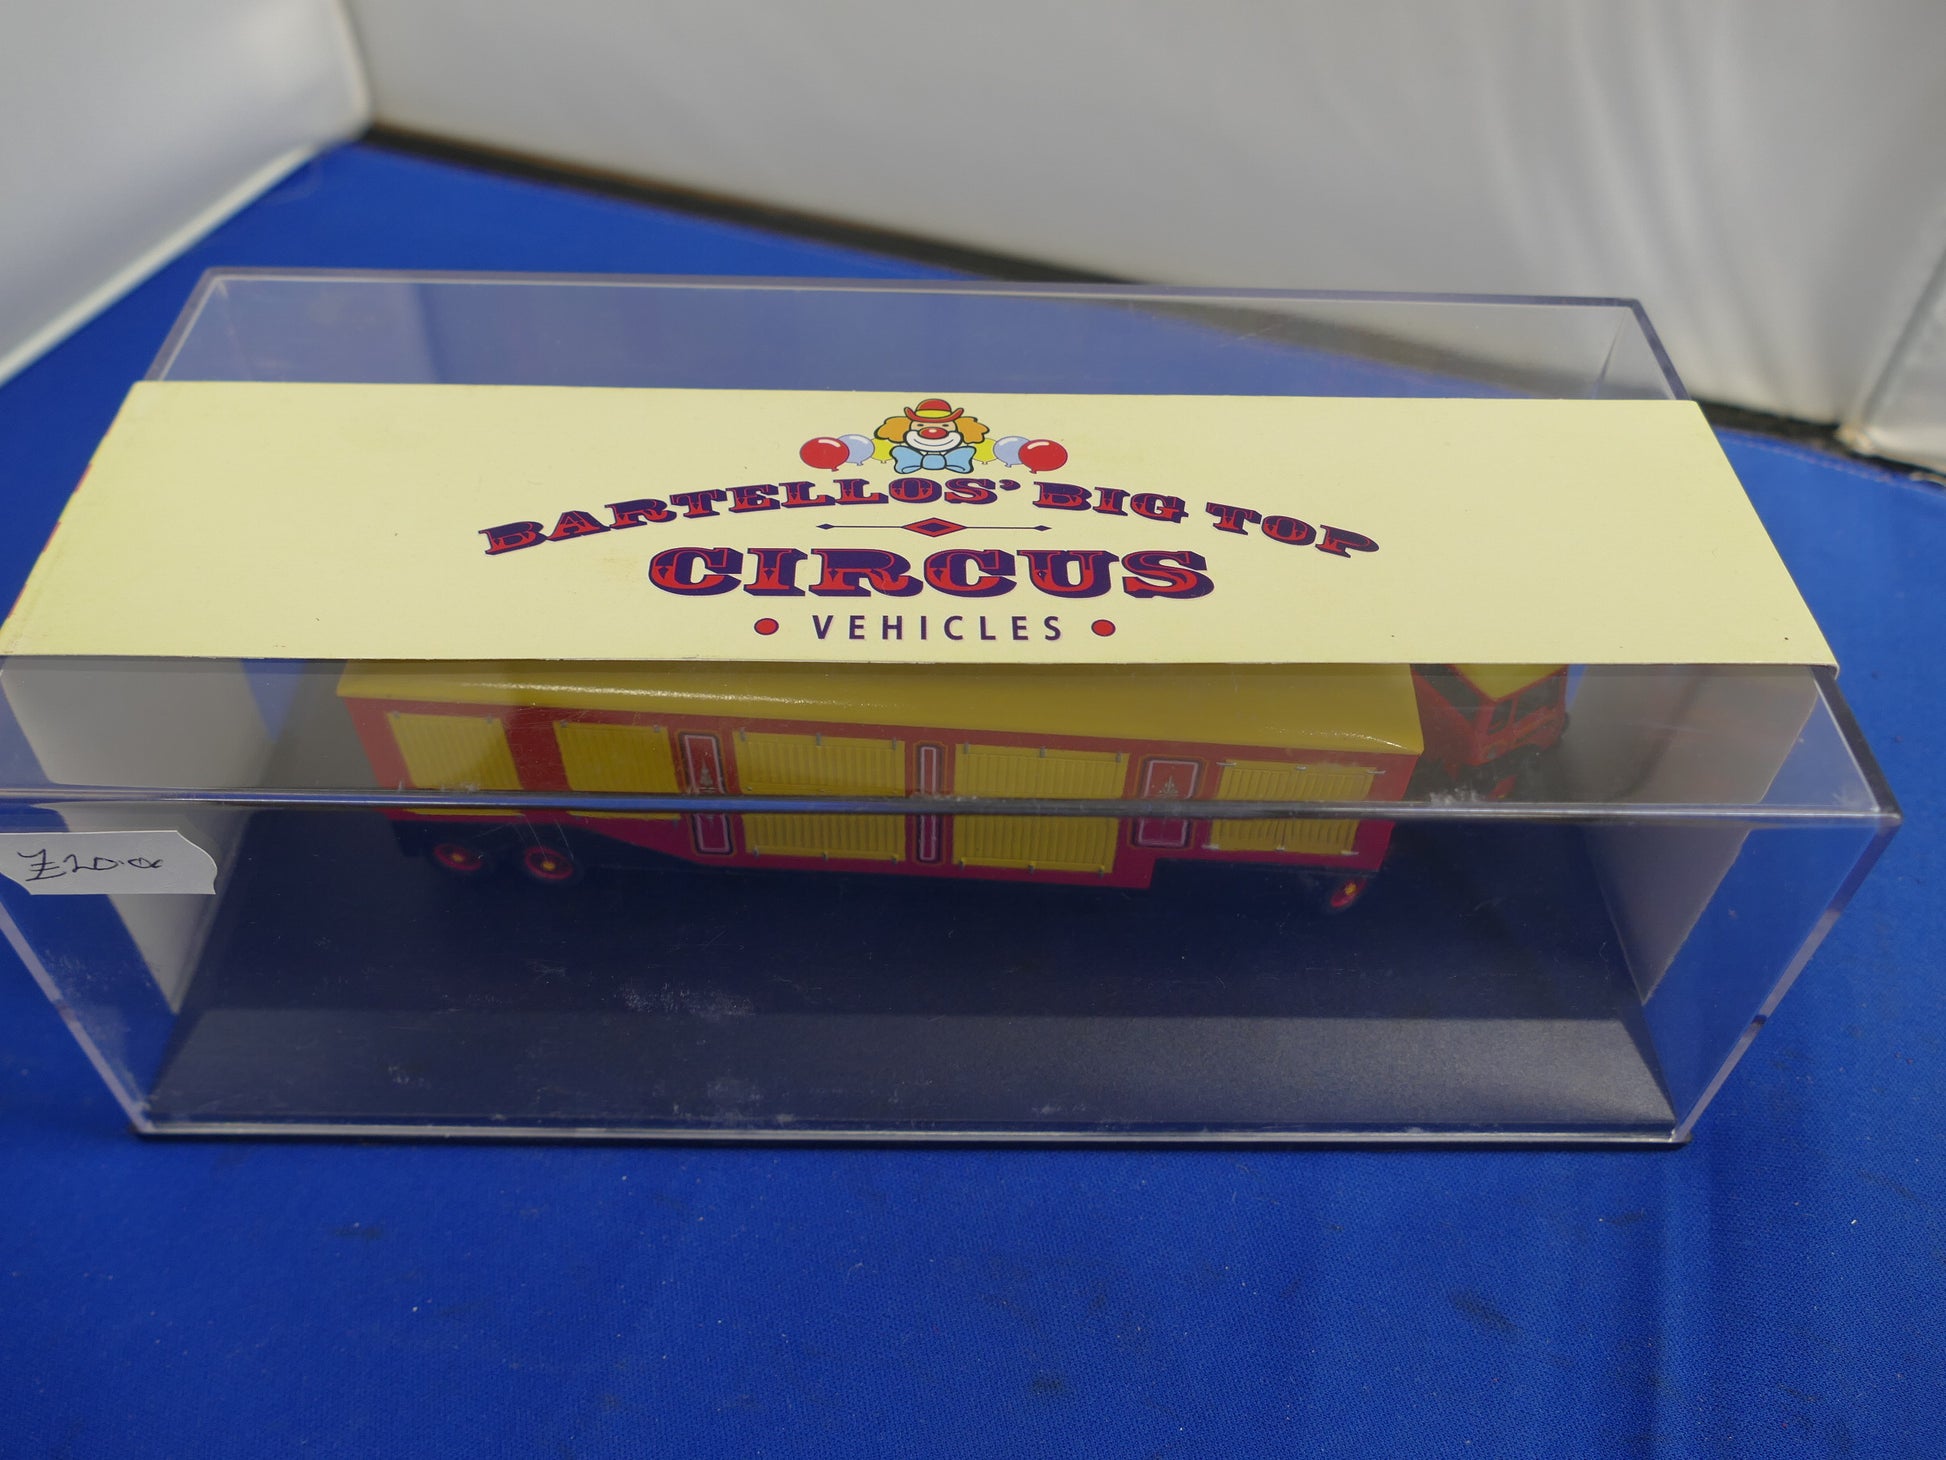 BARTELLOS' BIG TOP
CIRCUS
• VEHICLES •
£20.00